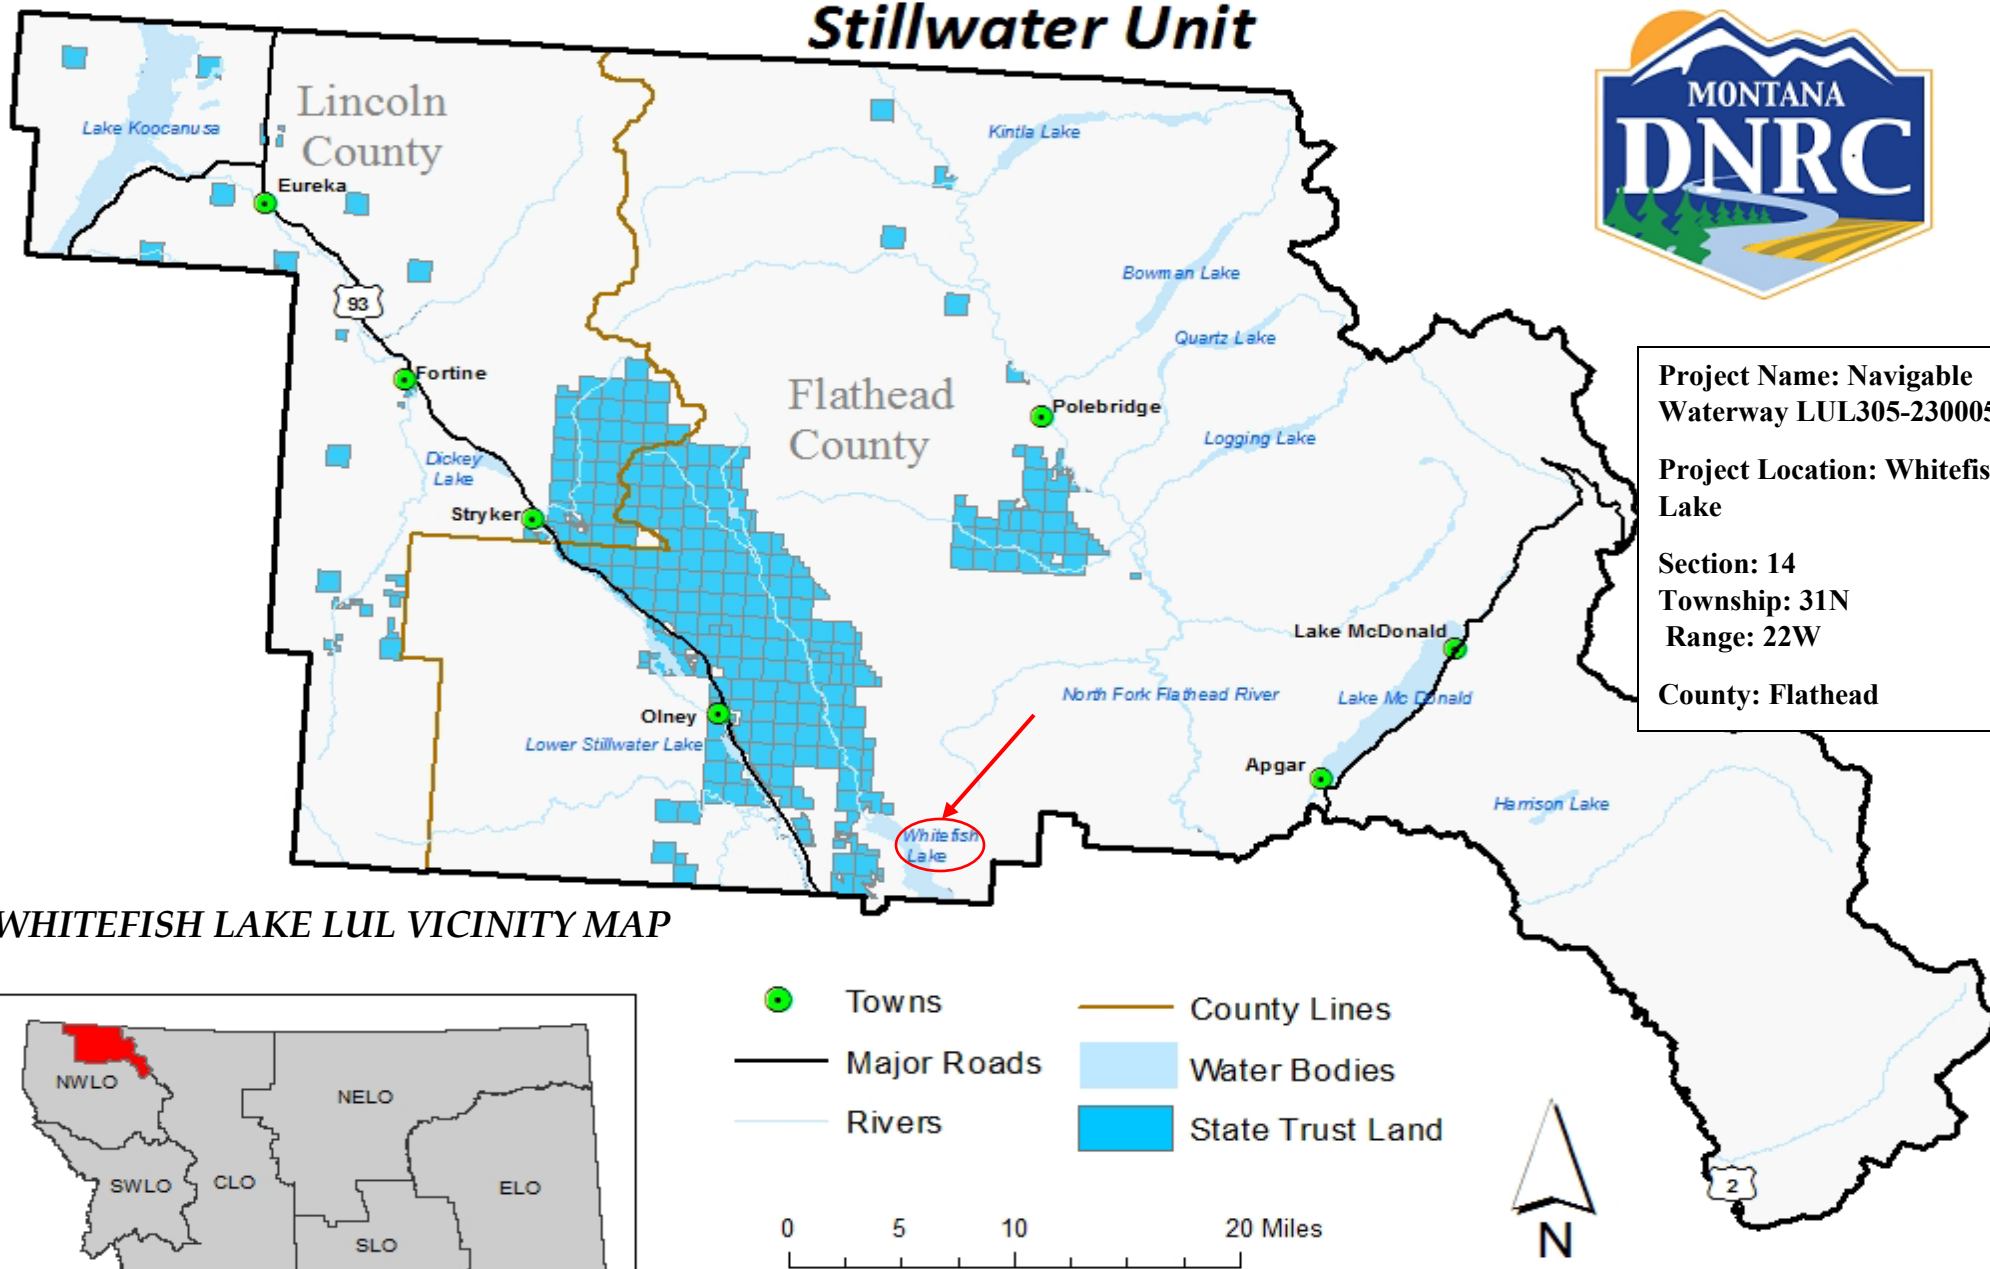 Stillwater Unit
MONTANA
DNRC
Lincoln
County
Lake Koocanusa
Eureka
93
Fortine
Dickey
Lake
Stryker
Olney
Lower Stillwater Lake
Flathead
County
Kintla Lake
Bowman Lake
Quartz Lake
Polebridge
Logging Lake
Lake McDonald
North Fork Flathead River
Lake Mc Donald
Apgar
Harrison Lake
Whitefish
Lake
2
Project Name: Navigable
Waterway LUL305-230005
Project Location: Whitefis
Lake
Section: 14
Township: 31N
Range: 22W
County: Flathead
WHITEFISH LAKE LUL VICINITY MAP
NWLO
SWLO
CLO
NELO
ELO
SLO
Towns
Major Roads
Rivers
County Lines
Water Bodies
State Trust Land
0 5 10 20 Miles
N